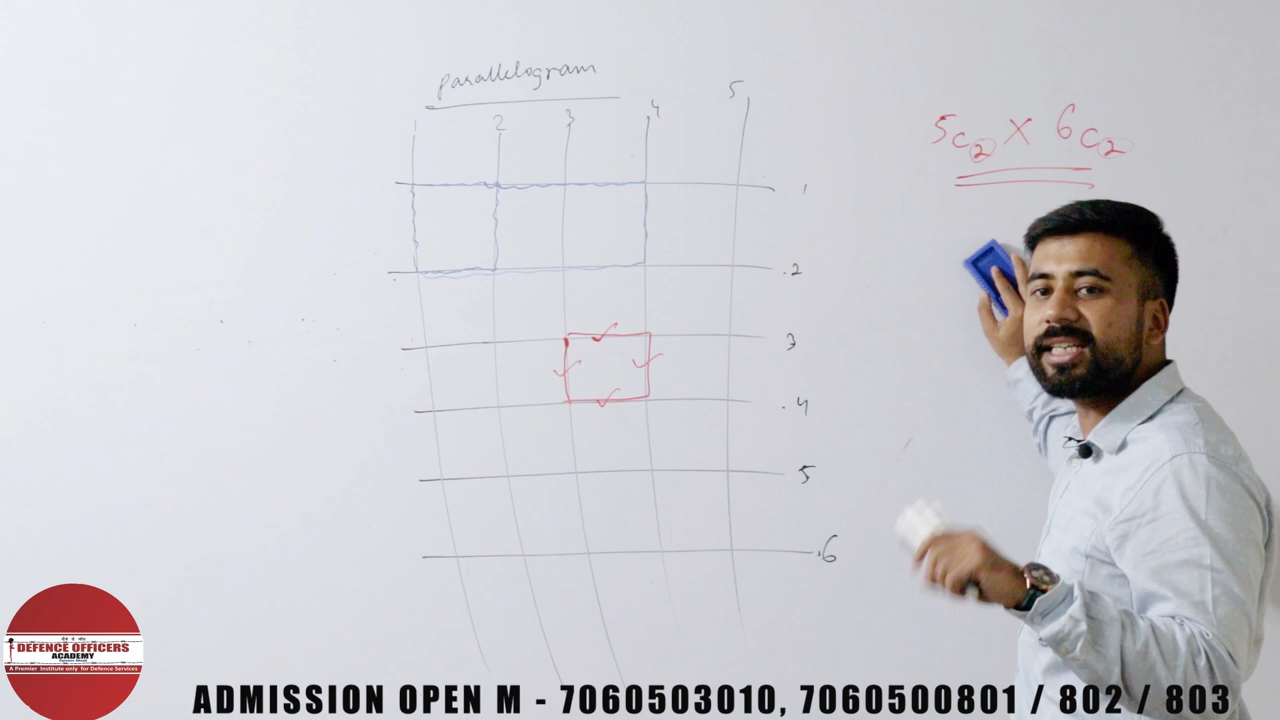 parallelogram
1 2 3 4 5
5C2 X 6C2
1
2
3
4
5
6
DEFENCE OFFICERS
ACADEMY
A Premier Institute only for Defence Services
ADMISSION OPEN M - 7060503010, 7060500801 / 802 / 803